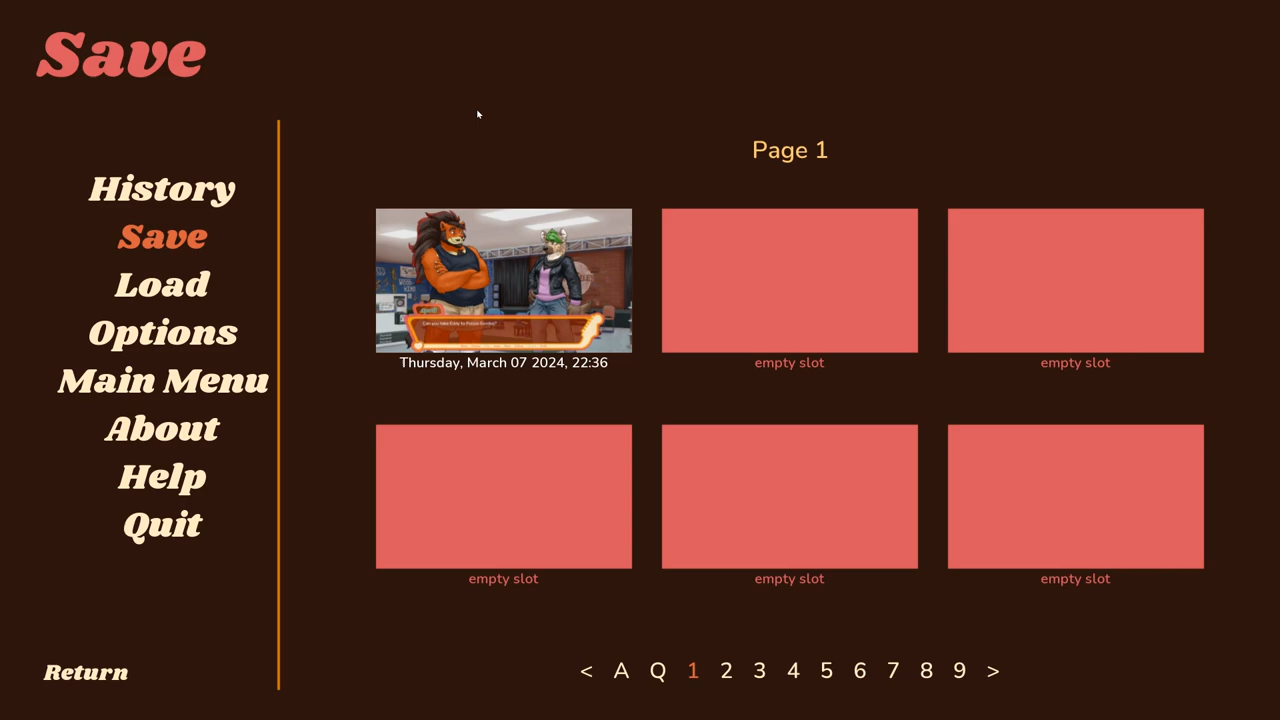 Save
Page 1
History
Save
Load
Options
Main Menu
About
Help
Quit
Return
Thursday, March 07 2024, 22:36
empty slot
empty slot
empty slot
empty slot
empty slot
< A Q 1 2 3 4 5 6 7 8 9 >